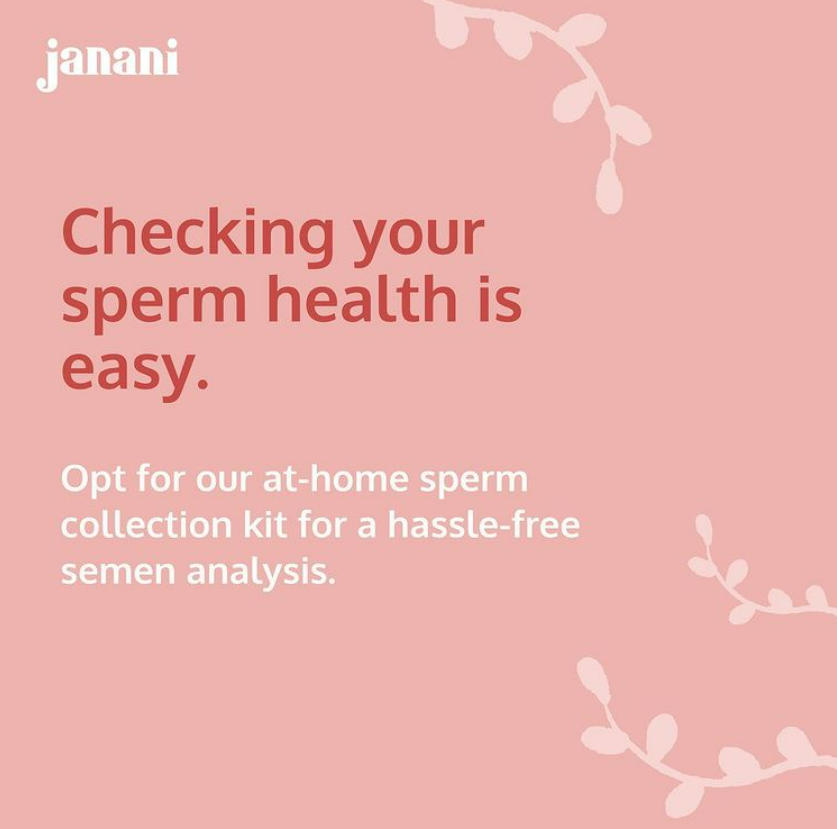 janani
Checking your
sperm health is
easy.
Opt for our at-home sperm
collection kit for a hassle-free
semen analysis.